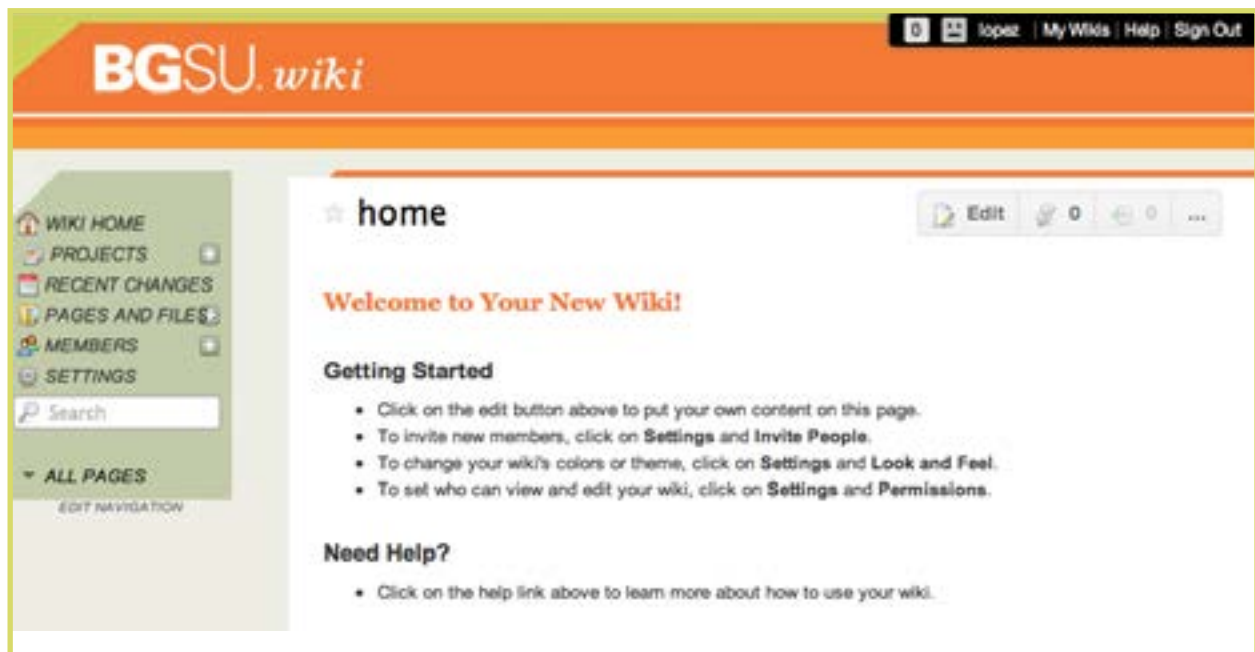 0 lopez | My Wikis | Help | Sign Out
BGSU. wiki
WIKI HOME
PROJECTS
RECENT CHANGES
PAGES AND FILES
MEMBERS
SETTINGS
Search
ALL PAGES
EDIT NAVIGATION
home
Edit 0 0 ...
Welcome to Your New Wiki!
Getting Started
• Click on the edit button above to put your own content on this page.
• To invite new members, click on Settings and Invite People.
• To change your wiki's colors or theme, click on Settings and Look and Feel.
• To set who can view and edit your wiki, click on Settings and Permissions.
Need Help?
• Click on the help link above to learn more about how to use your wiki.